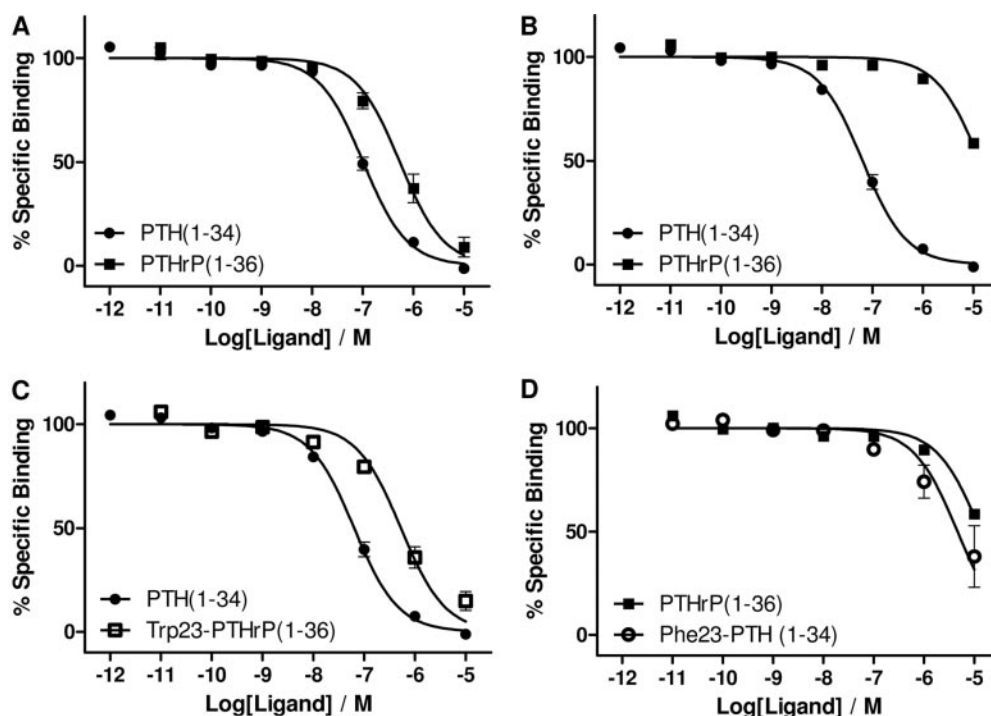 A
% Specific Binding
100
50
0
PTH(1-34)
PTHrP(1-36)
-12 -11 -10 -9 -8 -7 -6 -5
Log[Ligand] / M
B
% Specific Binding
100
50
0
PTH(1-34)
PTHrP(1-36)
-12 -11 -10 -9 -8 -7 -6 -5
Log[Ligand] / M
C
% Specific Binding
100
50
0
PTH(1-34)
Trp23-PTHrP(1-36)
-12 -11 -10 -9 -8 -7 -6 -5
Log[Ligand] / M
D
% Specific Binding
100
50
0
PTHrP(1-36)
Phe23-PTH (1-34)
-12 -11 -10 -9 -8 -7 -6 -5
Log[Ligand] / M